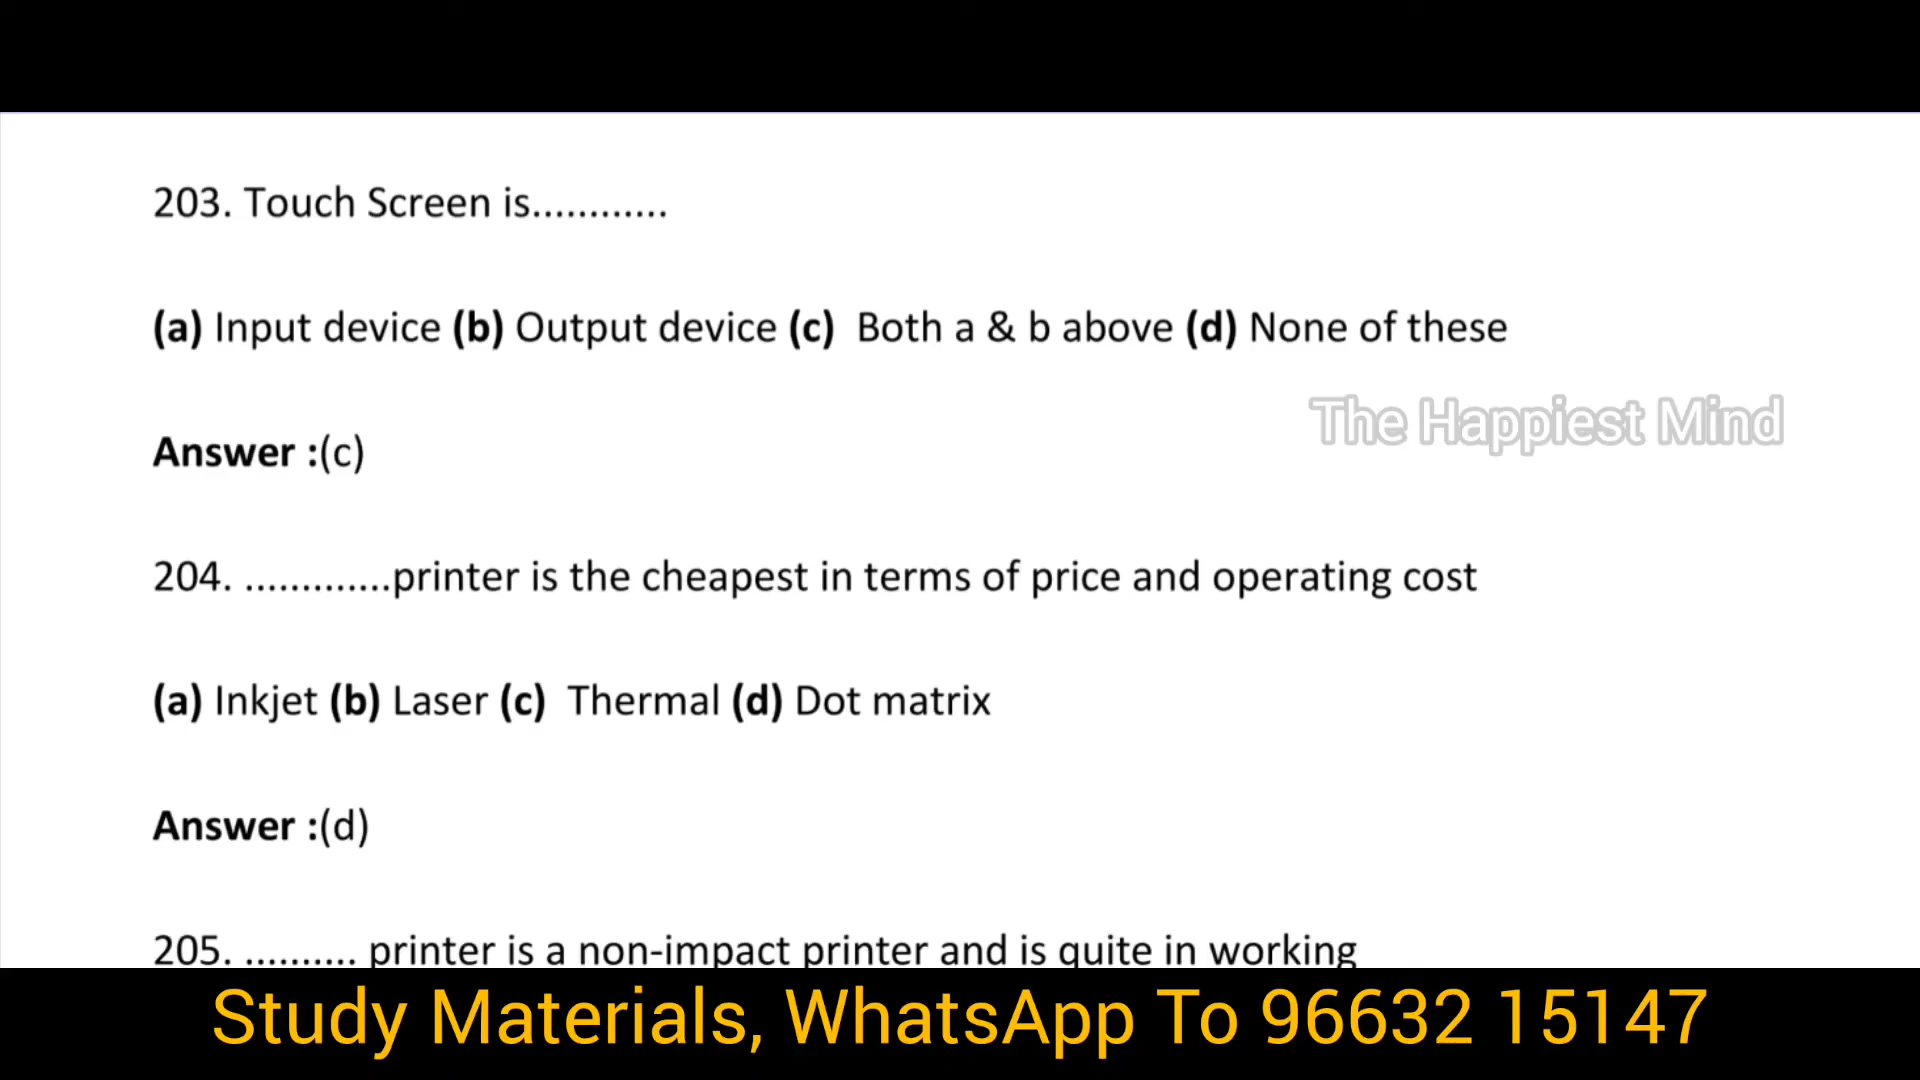 203. Touch Screen is............
(a) Input device (b) Output device (c) Both a & b above (d) None of these
The Happiest Mind
Answer :(c)
204. .............printer is the cheapest in terms of price and operating cost
(a) Inkjet (b) Laser (c) Thermal (d) Dot matrix
Answer :(d)
205. .......... printer is a non-impact printer and is quite in working
Study Materials, WhatsApp To 96632 15147